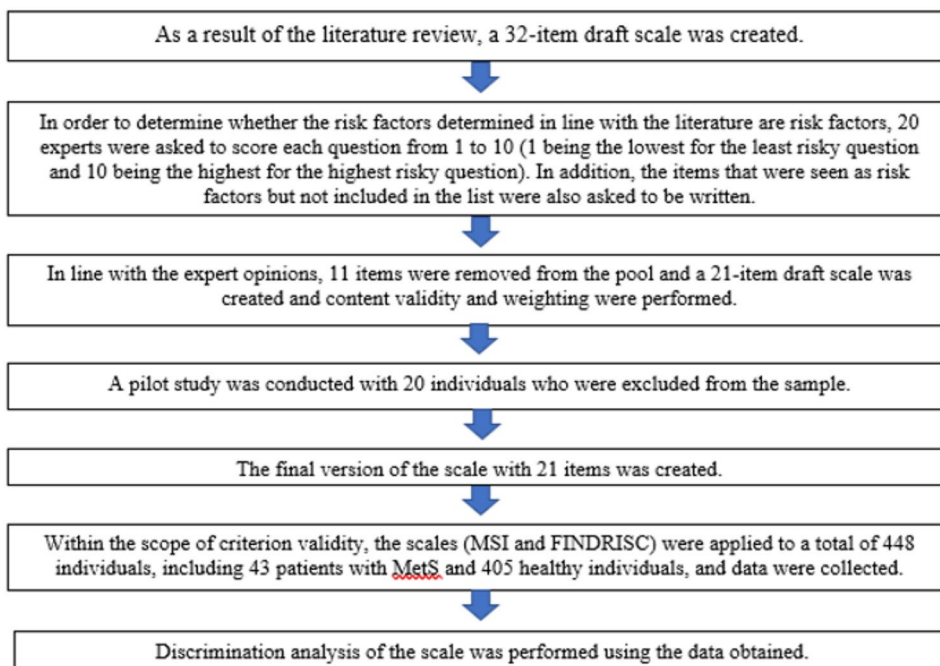 As a result of the literature review, a 32-item draft scale was created.
In order to determine whether the risk factors determined in line with the literature are risk factors, 20
experts were asked to score each question from 1 to 10 (1 being the lowest for the least risky question
and 10 being the highest for the highest risky question). In addition, the items that were seen as risk
factors but not included in the list were also asked to be written.
In line with the expert opinions, 11 items were removed from the pool and a 21-item draft scale was
created and content validity and weighting were performed.
A pilot study was conducted with 20 individuals who were excluded from the sample.
The final version of the scale with 21 items was created.
Within the scope of criterion validity, the scales (MSI and FINDRISC) were applied to a total of 448
individuals, including 43 patients with MetS and 405 healthy individuals, and data were collected.
Discrimination analysis of the scale was performed using the data obtained.